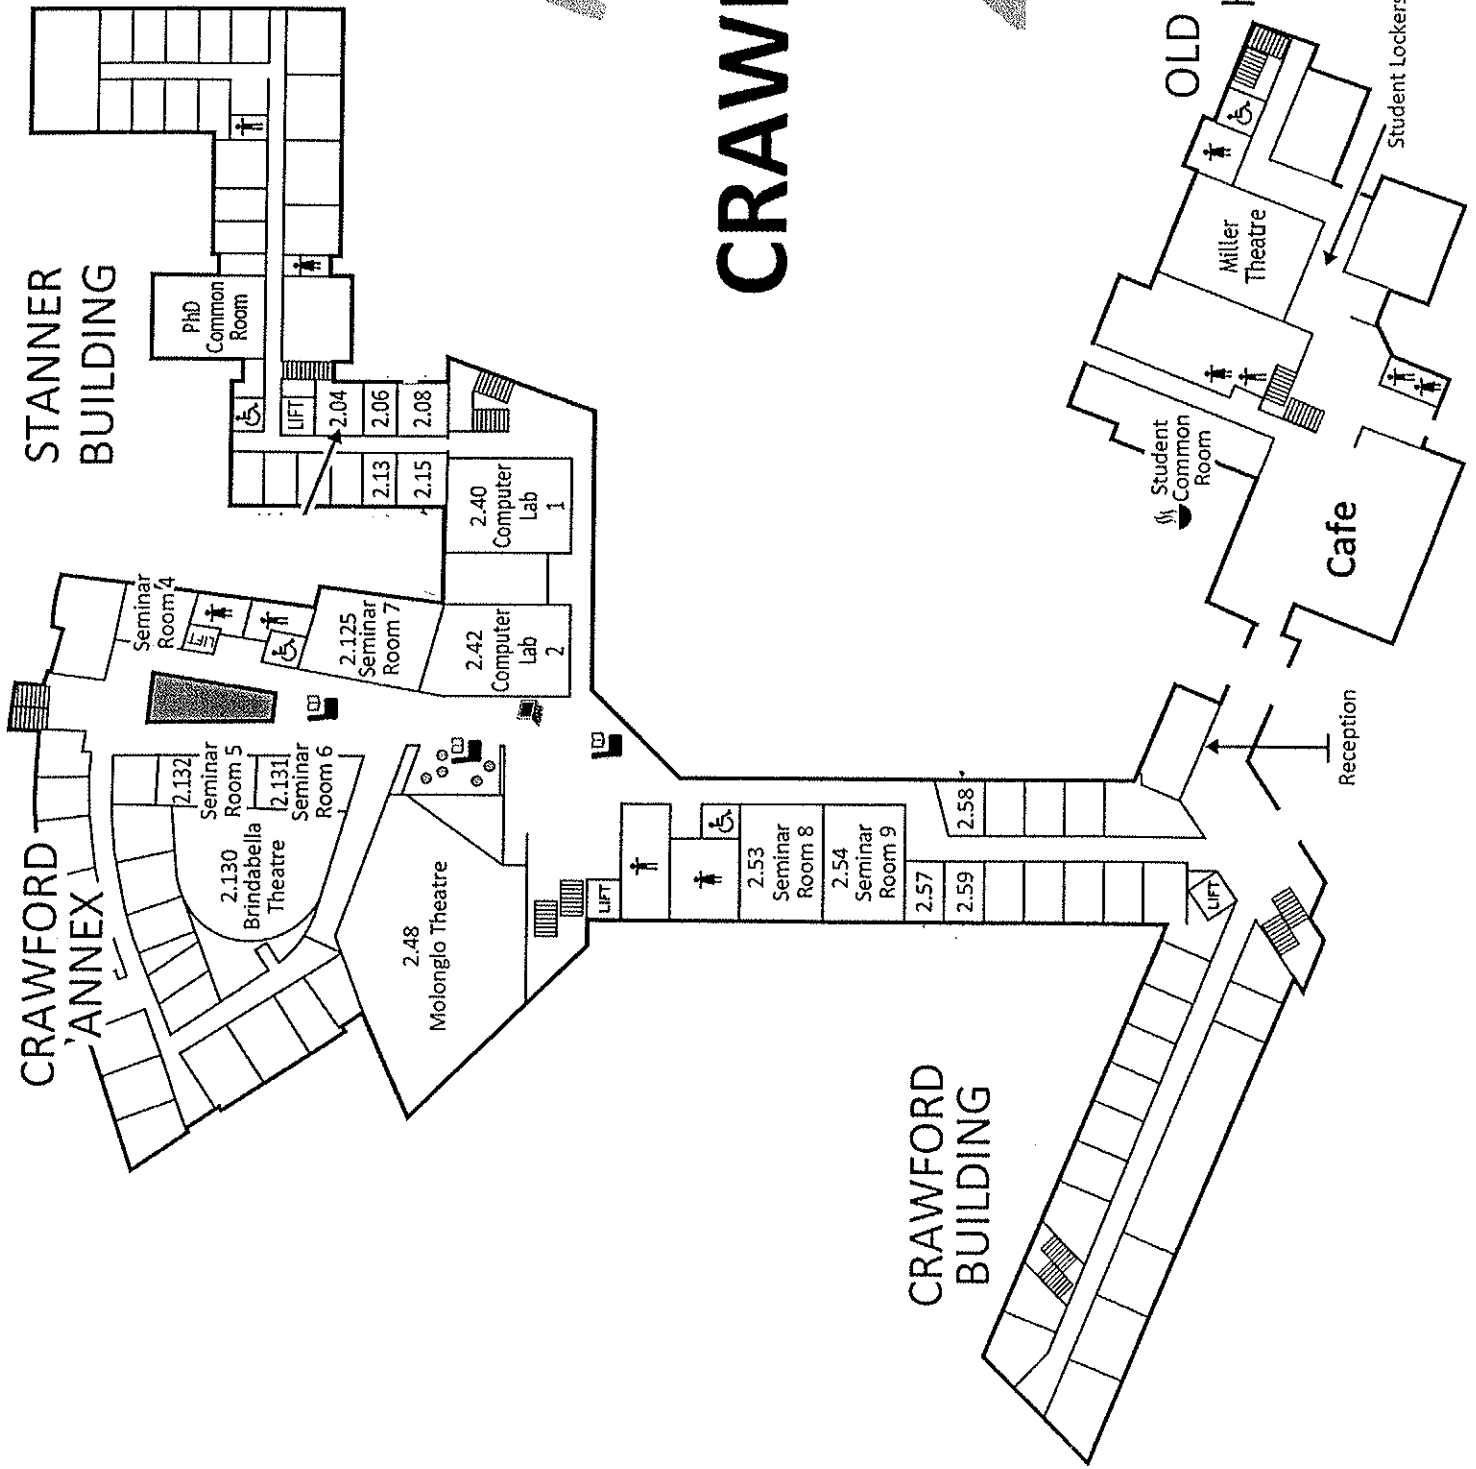 STANNER
BUILDING
PhD
Common
Room
LIFT
2.04
2.06
2.08
2.13
2.15
2.40
Computer
Lab
1
2.42
Computer
Lab
2
2.125
Seminar
Room 7
Seminar
Room 4
CRAWFORD
ANNEX
2.132
Seminar
Room 5
2.131
Seminar
Room 6
2.130
Brindabella
Theatre
2.48
Molonglo Theatre
LIFT
2.53
Seminar
Room 8
2.54
Seminar
Room 9
2.57
2.59
2.58
LIFT
CRAWFORD
BUILDING
Reception
Cafe
Student
Common
Room
Miller
Theatre
Student Lockers
OLD
CRAW